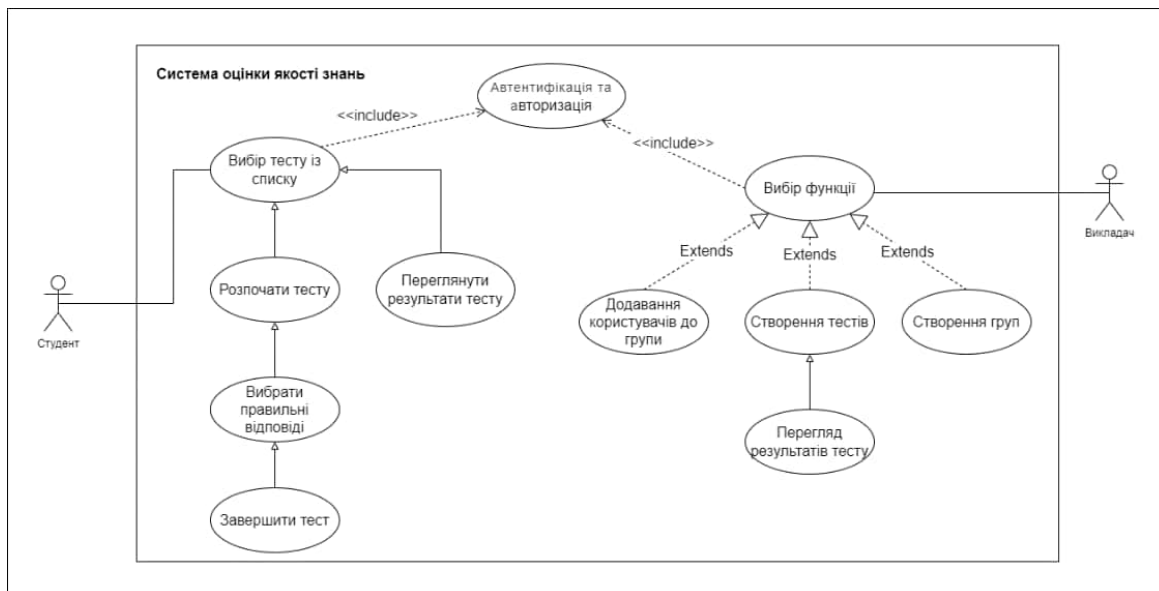 Система оцінки якості знань
Автентифікація та
авторизація
<<include>>
<<include>>
Вибір тесту із
списку
Вибір функції
Викладач
Extends
Extends
Extends
Розпочати тесту
Переглянути
результати тесту
Додавання
користувачів до
групи
Створення тестів
Створення груп
Студент
Вибрати
правильні
відповіді
Перегляд
результатів тесту
Завершити тест